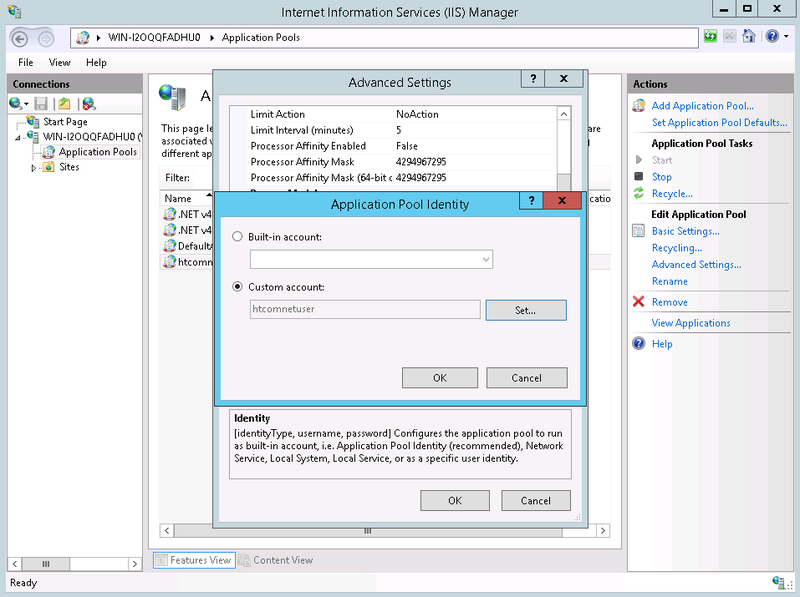 Internet Information Services (IIS) Manager
WIN-I2OQQFADHU0
Application Pools
File View Help
Connections
Start Page
WIN-I2OQQFADHU0 (
Application Pools
Sites
A
This page le
associated w
different ap
are
Filter:
Name
catio
.NET v4
.NET v4
DefaultA
htcomn
Advanced Settings
?
X
Limit Action NoAction
Limit Interval (minutes) 5
Processor Affinity Enabled False
Processor Affinity Mask 4294967295
Processor Affinity Mask (64-bit o 4294967295
Application Pool Identity
?
X
Built-in account:
Custom account:
htcomnetuser
Set...
OK Cancel
Identity
[identityType, username, password] Configures the application pool to run
as built-in account, i.e. Application Pool Identity (recommended), Network
Service, Local System, Local Service, or as a specific user identity.
OK Cancel
Features View Content View
Actions
Add Application Pool...
Set Application Pool Defaults...
Application Pool Tasks
Start
Stop
Recycle...
Edit Application Pool
Basic Settings...
Recycling...
Advanced Settings...
Rename
Remove
View Applications
Help
Ready